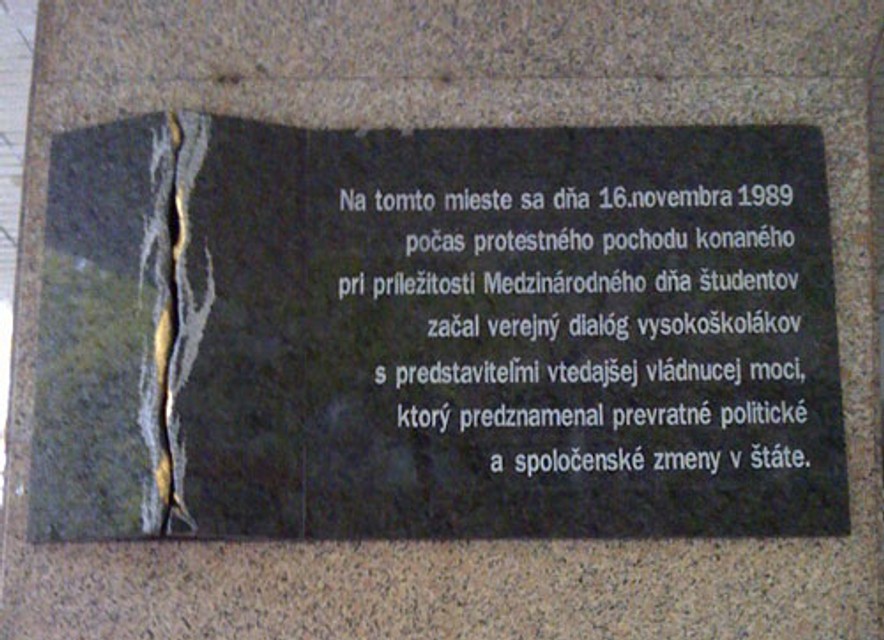 Na tomto mieste sa dňa 16.novembra 1989
počas protestného pochodu konaného
pri príležitosti Medzinárodného dňa študentov
začal verejný dialóg vysokoškolákov
s predstaviteľmi vtedajšej vládnucej moci,
ktorý predznamenal prevratné politické
a spoločenské zmeny v štáte.